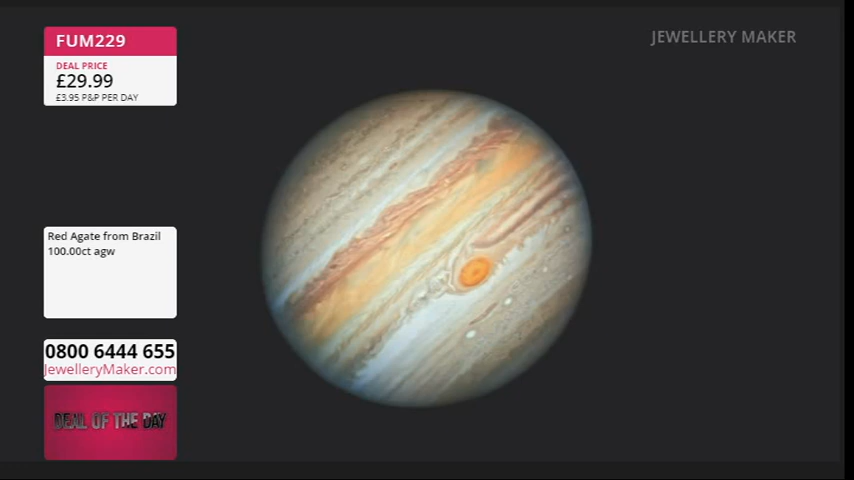 FUM229
DEAL PRICE
£29.99
£3.95 P&P PER DAY
JEWELLERY MAKER
Red Agate from Brazil
100.00ct agw
0800 6444 655
JewelleryMaker.com
DEAL OF THE DAY